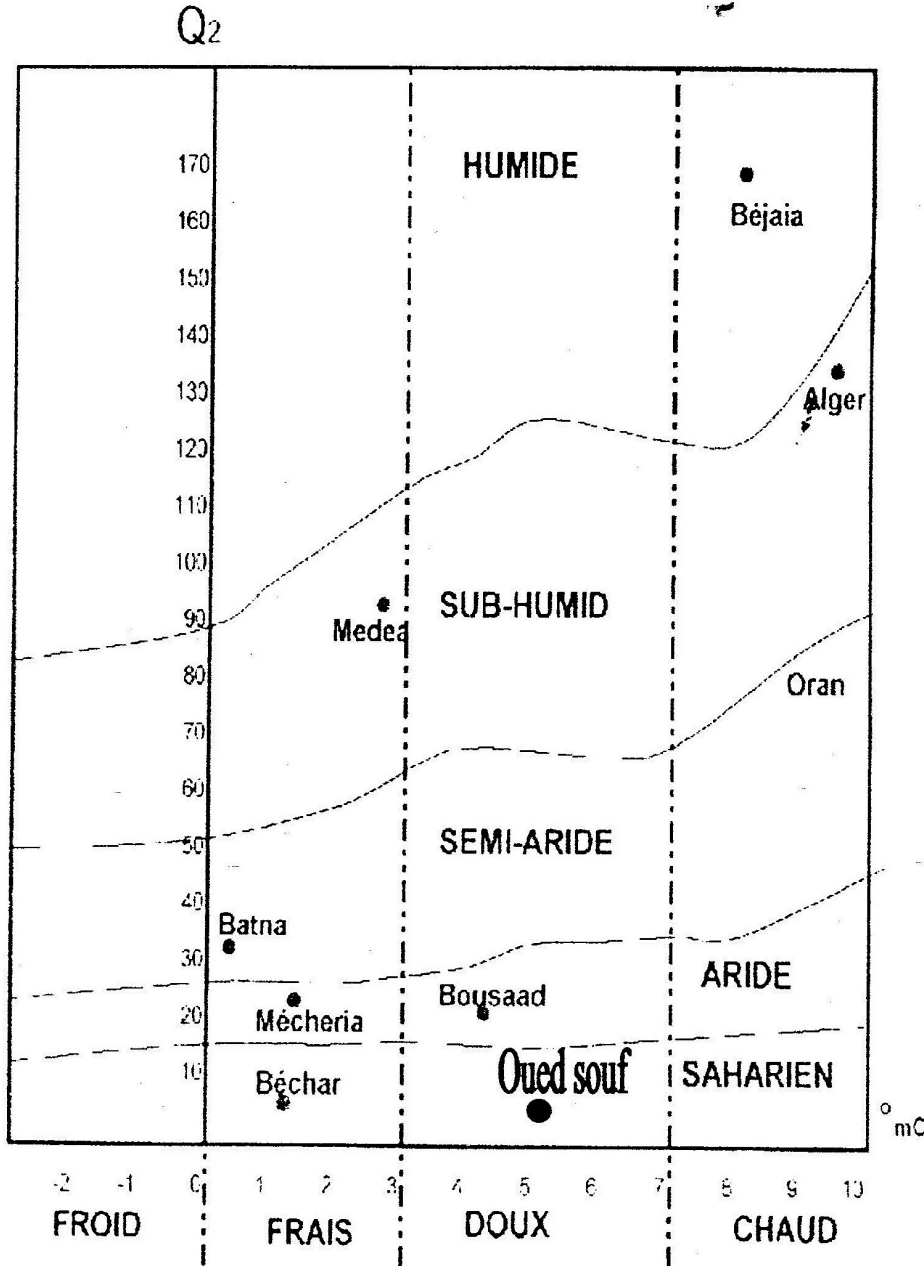 Q2
170
HUMIDE
160
Béjaia
150
140
130
Alger
120
110
100
90
SUB-HUMID
Medea
80
Oran
70
60
50
SEMI-ARIDE
40
Batna
30
ARIDE
20
Bousaad
Mécheria
10
Béchar
Oued souf
SAHARIEN
°
mC
-2 -1 0 1 2 3 4 5 6 7 8 9 10
FROID FRAIS DOUX CHAUD